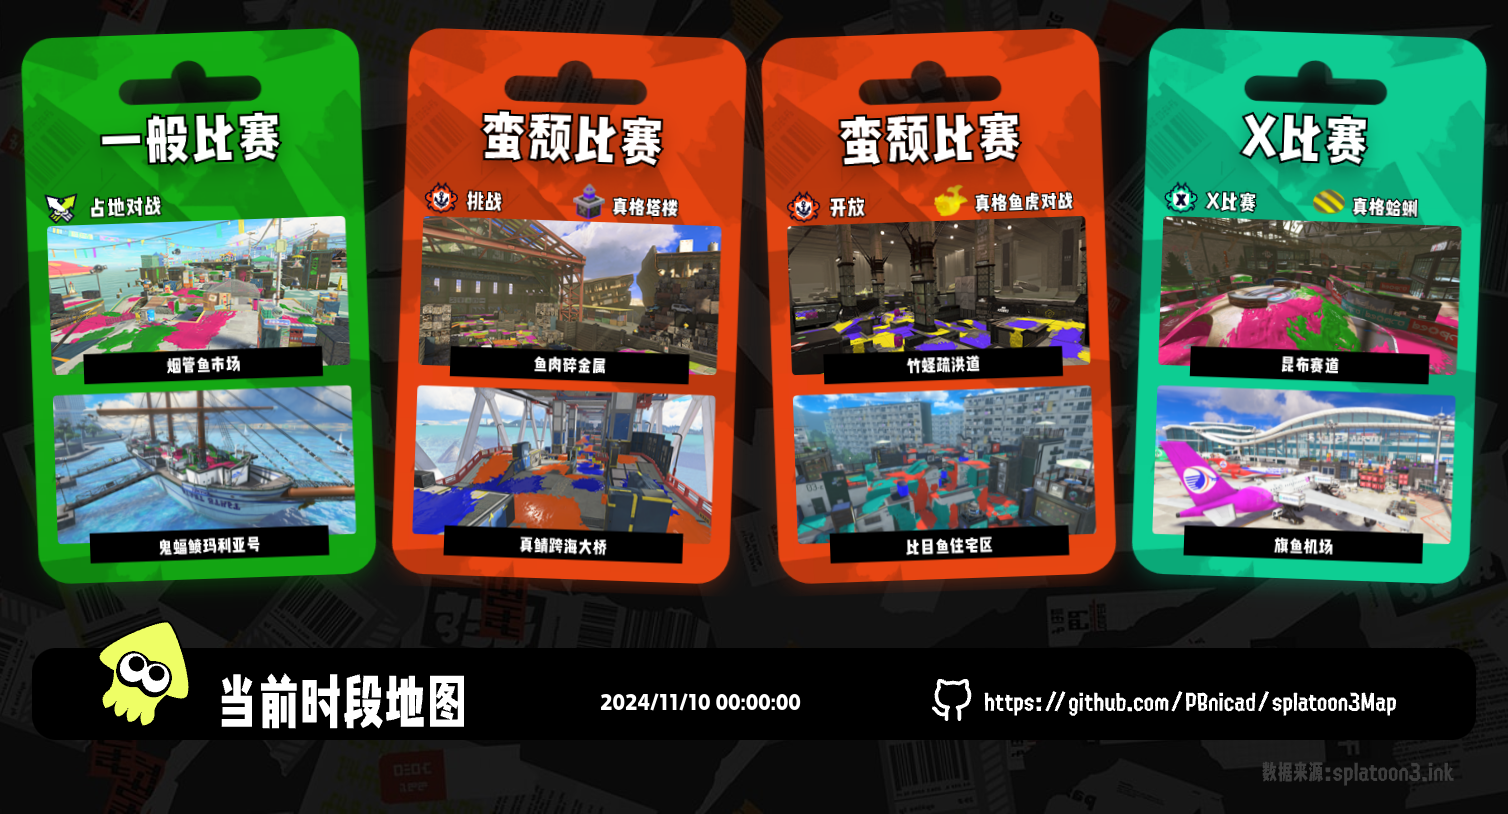 一般比赛
占地对战
烟管鱼市场
鬼蝠鲼玛利亚号
蛮颓比赛
挑战
真格塔楼
鱼肉碎金属
真鲭跨海大桥
蛮颓比赛
开放
真格鱼虎对战
竹蛏疏洪道
比目鱼住宅区
X比赛
X比赛
真格蛤蜊
昆布赛道
旗鱼机场
当前时段地图
2024/11/10 00:00:00
https://github.com/PBnicad/splatoon3Map
数据来源:splatoon3.ink